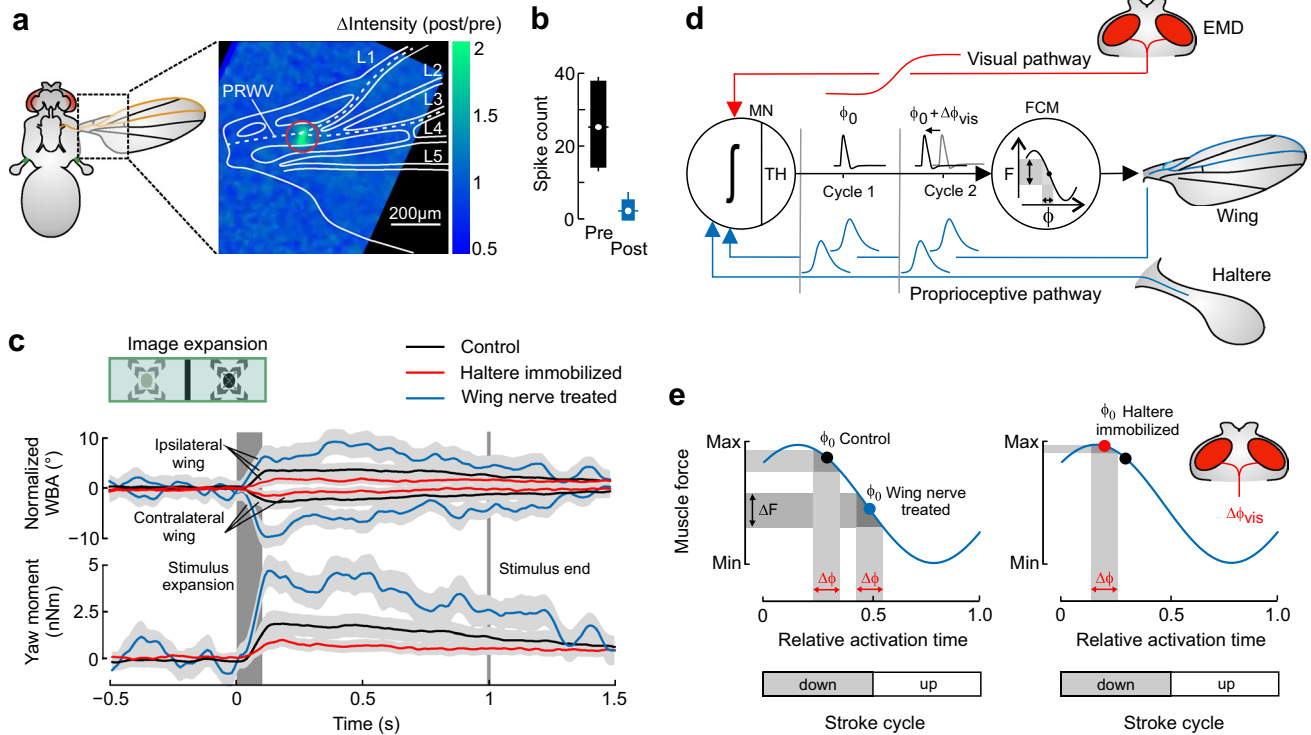 a
ΔIntensity (post/pre)
2
1.5
1
0.5
L1
L2
L3
L4
L5
PRWV
200µm
b
40
20
0
Spike count
Pre
Post
c
Image expansion
Control
Haltere immobilized
Wing nerve treated
10
0
−10
Normalized
WBA (°)
Ipsilateral
wing
Contralateral
wing
5
2.5
0
Yaw moment
(nNm)
Stimulus
expansion
Stimulus end
−0.5
0
0.5
1
1.5
Time (s)
d
EMD
Visual pathway
MN
∫
TH
ϕ0
Cycle 1
ϕ0 + Δϕvis
Cycle 2
FCM
F
ϕ
Wing
Haltere
Proprioceptive pathway
e
Muscle force
Max
Min
ϕ0 Control
ϕ0 Wing nerve
treated
ΔF
Δϕ
Δϕ
0
0.5
1.0
Relative activation time
down
up
Stroke cycle
Max
Min
ϕ0 Haltere
immobilized
Δϕvis
Δϕ
0
0.5
1.0
Relative activation time
down
up
Stroke cycle